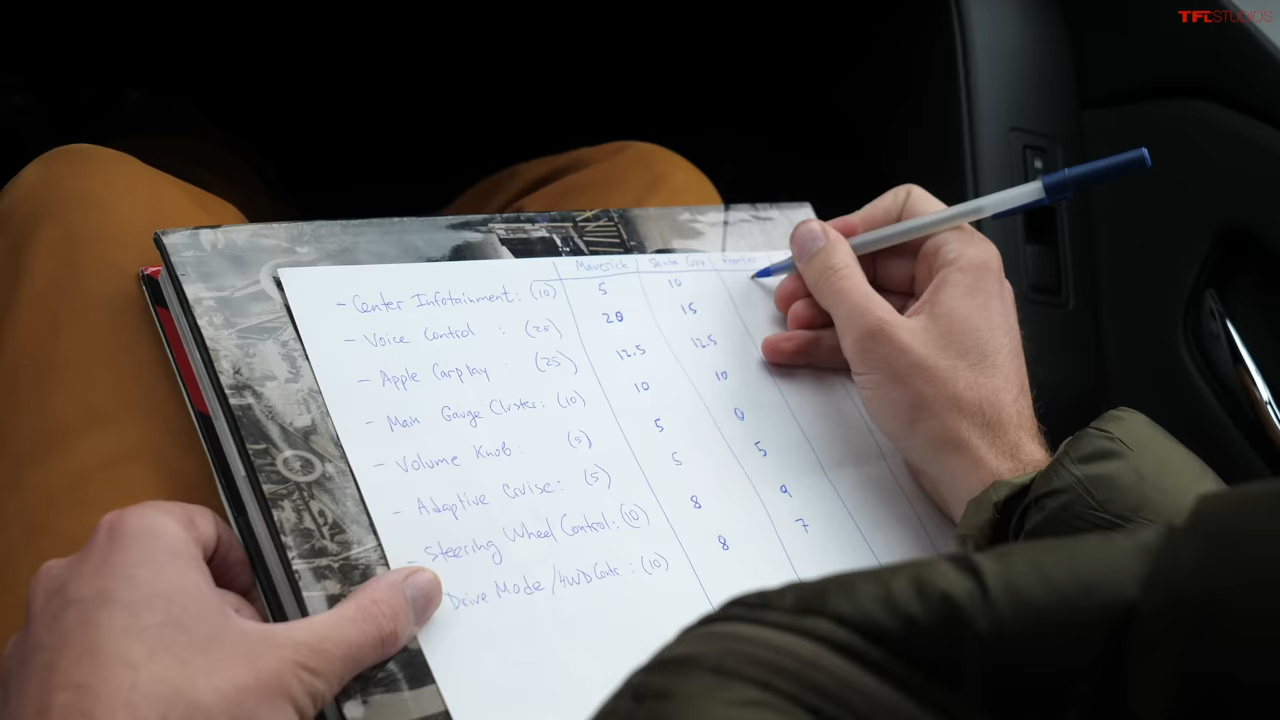 TFLSTUDIOS
Maverick Santa Cruz Frontier
- Center Infotainment: (10) 5 10
- Voice Control : (25) 20 15
- Apple Carplay : (25) 12.5 12.5
- Main Gauge Cluster: (10) 10 10
- Volume Knob: (5) 5 0
- Adaptive Cruise: (5) 5 5
- Steering Wheel Control: (10) 8 9
Drive Mode /4WD Contr. : (10) 8 7